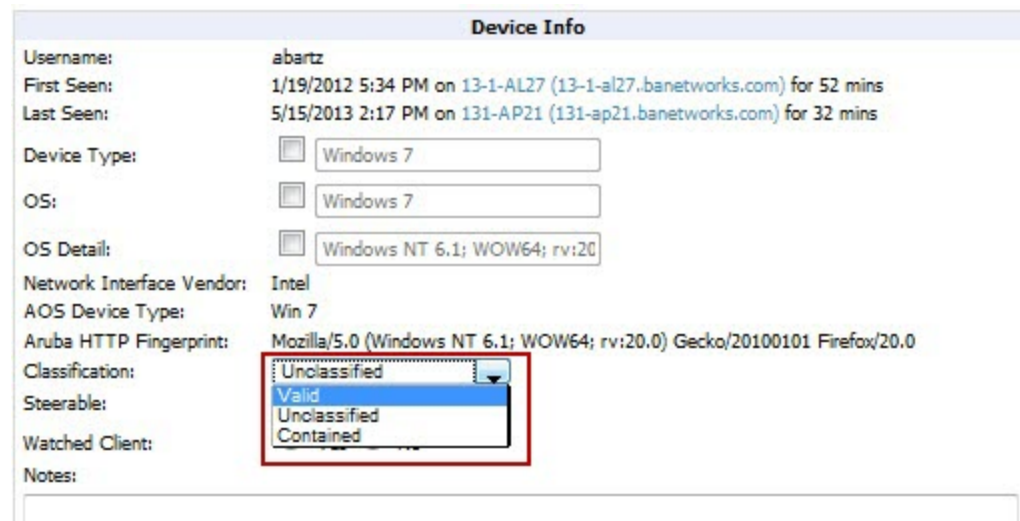 Device Info
Username: abartz
First Seen: 1/19/2012 5:34 PM on 13-1-AL27 (13-1-al27.banetworks.com) for 52 mins
Last Seen: 5/15/2013 2:17 PM on 131-AP21 (131-ap21.banetworks.com) for 32 mins
Device Type: Windows 7
OS: Windows 7
OS Detail: Windows NT 6.1; WOW64; rv:20
Network Interface Vendor: Intel
AOS Device Type: Win 7
Aruba HTTP Fingerprint: Mozilla/5.0 (Windows NT 6.1; WOW64; rv:20.0) Gecko/20100101 Firefox/20.0
Classification: Unclassified
Valid
Steerable:
Unclassified
Contained
Watched Client:
Notes: